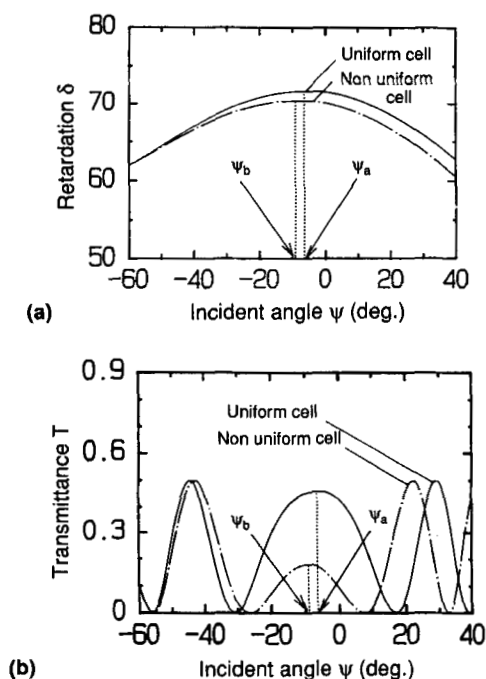 80
70
60
50
Retardation δ
Uniform cell
Non uniform
cell
Ψb
Ψa
-60 -40 -20 0 20 40
(a)
Incident angle ψ (deg.)
0.9
0.6
0.3
0
Transmittance T
Uniform cell
Non uniform cell
Ψb
Ψa
-60 -40 -20 0 20 40
(b)
Incident angle ψ (deg.)